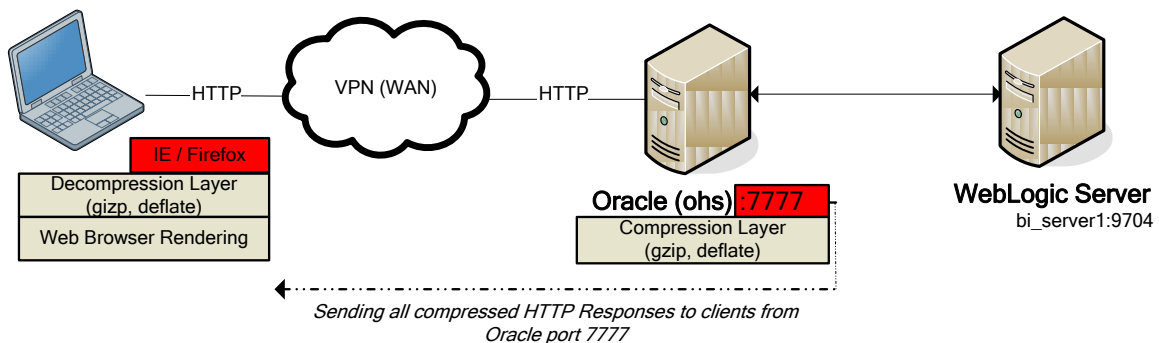 HTTP
VPN (WAN)
HTTP
IE / Firefox
Decompression Layer
(gizp, deflate)
Web Browser Rendering
Oracle (ohs) :7777
Compression Layer
(gzip, deflate)
WebLogic Server
bi_server1:9704
Sending all compressed HTTP Responses to clients from
Oracle port 7777